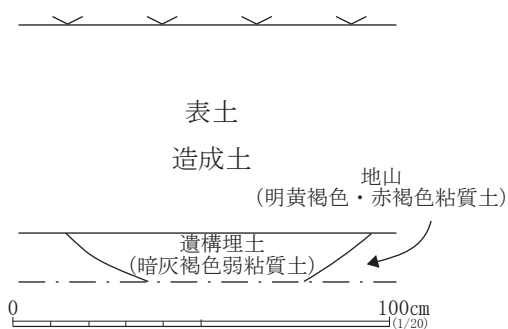 表土
造成土
地山
(明黄褐色・赤褐色粘質土)
遺構埋土
(暗灰褐色弱粘質土)
0 100cm
(1/20)